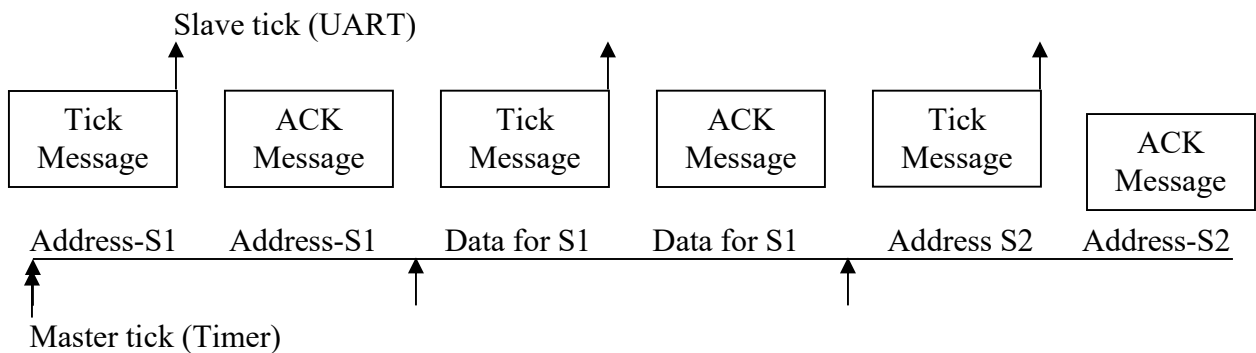 Slave tick (UART)
Tick
Message
ACK
Message
Tick
Message
ACK
Message
Tick
Message
ACK
Message
Address-S1
Address-S1
Data for S1
Data for S1
Address S2
Address-S2
Master tick (Timer)